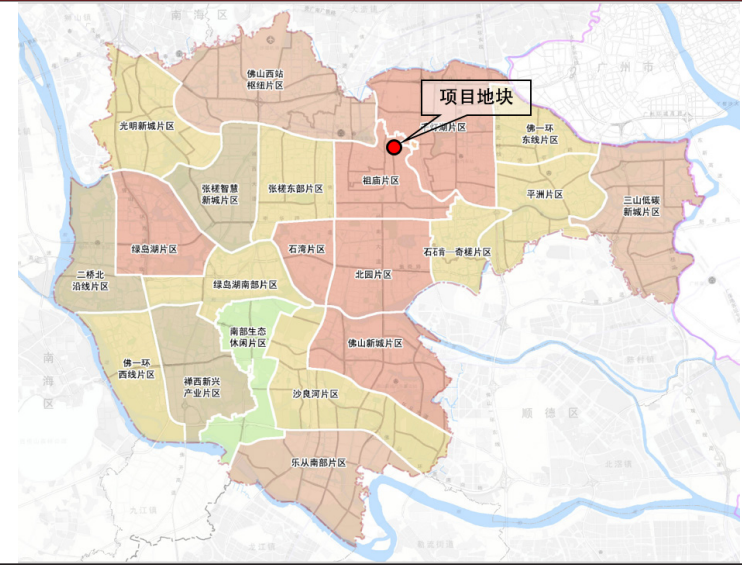 南海区
广州市
佛山西站
枢纽片区
项目地块
光明新城片区
佛一环
东线片区
张槎智慧
新城片区
张槎东部片区
祖庙片区
平洲片区
三山低碳
新城片区
绿岛湖片区
石湾片区
石石肯一奇槎片区
二桥北
沿线片区
绿岛湖南部片区
北园片区
南部生态
休闲片区
佛山新城片区
佛一环
西线片区
南海区
禅西新兴
产业片区
沙良河片区
顺德区
乐从南部片区
九江镇